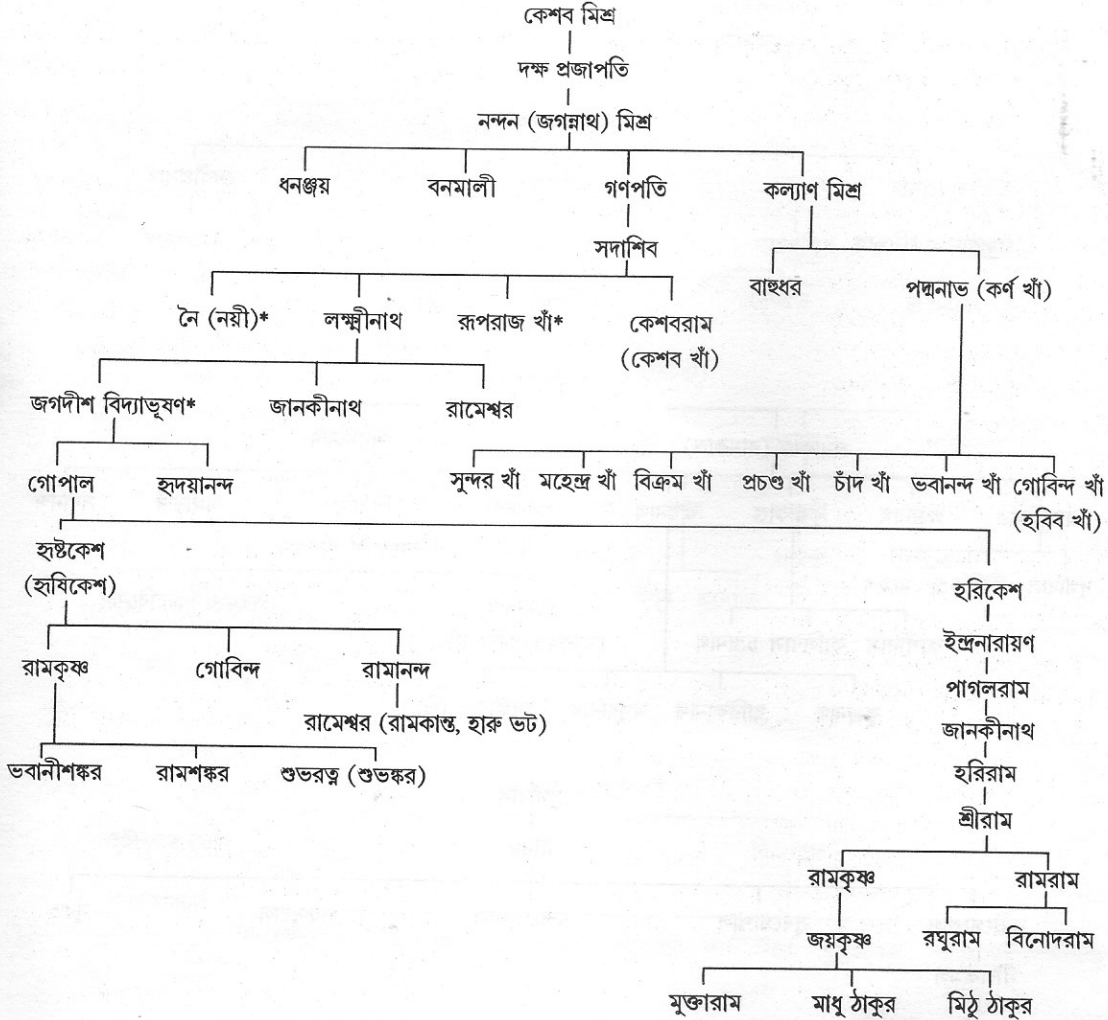 কেশব মিশ্র
দক্ষ প্রজাপতি
নন্দন (জগন্নাথ) মিশ্র
ধনঞ্জয় বনমালী গণপতি কল্যাণ মিশ্র
সদাশিব
বাহুধর পদ্মনাভ (কর্ণ খাঁ)
নৈ (নয়ী)* লক্ষ্মীনাথ রূপরাজ খাঁ* কেশবরাম
(কেশব খাঁ)
জগদীশ বিদ্যাভূষণ* জানকীনাথ রামেশ্বর
গোপাল হৃদয়ানন্দ সুন্দর খাঁ মহেন্দ্র খাঁ বিক্রম খাঁ প্রচণ্ড খাঁ চাঁদ খাঁ ভবানন্দ খাঁ গোবিন্দ খাঁ
(হবিব খাঁ)
হৃষ্টকেশ
(হৃষিকেশ)
হরিকেশ
ইন্দ্রনারায়ণ
রামকৃষ্ণ গোবিন্দ রামানন্দ
পাগলরাম
রামেশ্বর (রামকান্ত, হারু ভট)
জানকীনাথ
ভবানীশঙ্কর রামশঙ্কর শুভরত্ন (শুভঙ্কর)
হরিরাম
শ্রীরাম
রামকৃষ্ণ রামরাম
জয়কৃষ্ণ রঘুরাম বিনোদরাম
মুক্তারাম মাধু ঠাকুর মিঠু ঠাকুর